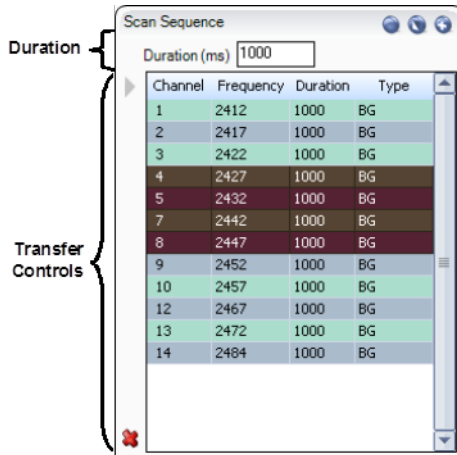 Scan Sequence
Duration
Duration (ms) 1000
Channel Frequency Duration Type
1 2412 1000 BG
2 2417 1000 BG
3 2422 1000 BG
4 2427 1000 BG
5 2432 1000 BG
7 2442 1000 BG
8 2447 1000 BG
9 2452 1000 BG
10 2457 1000 BG
12 2467 1000 BG
13 2472 1000 BG
14 2484 1000 BG
Transfer
Controls